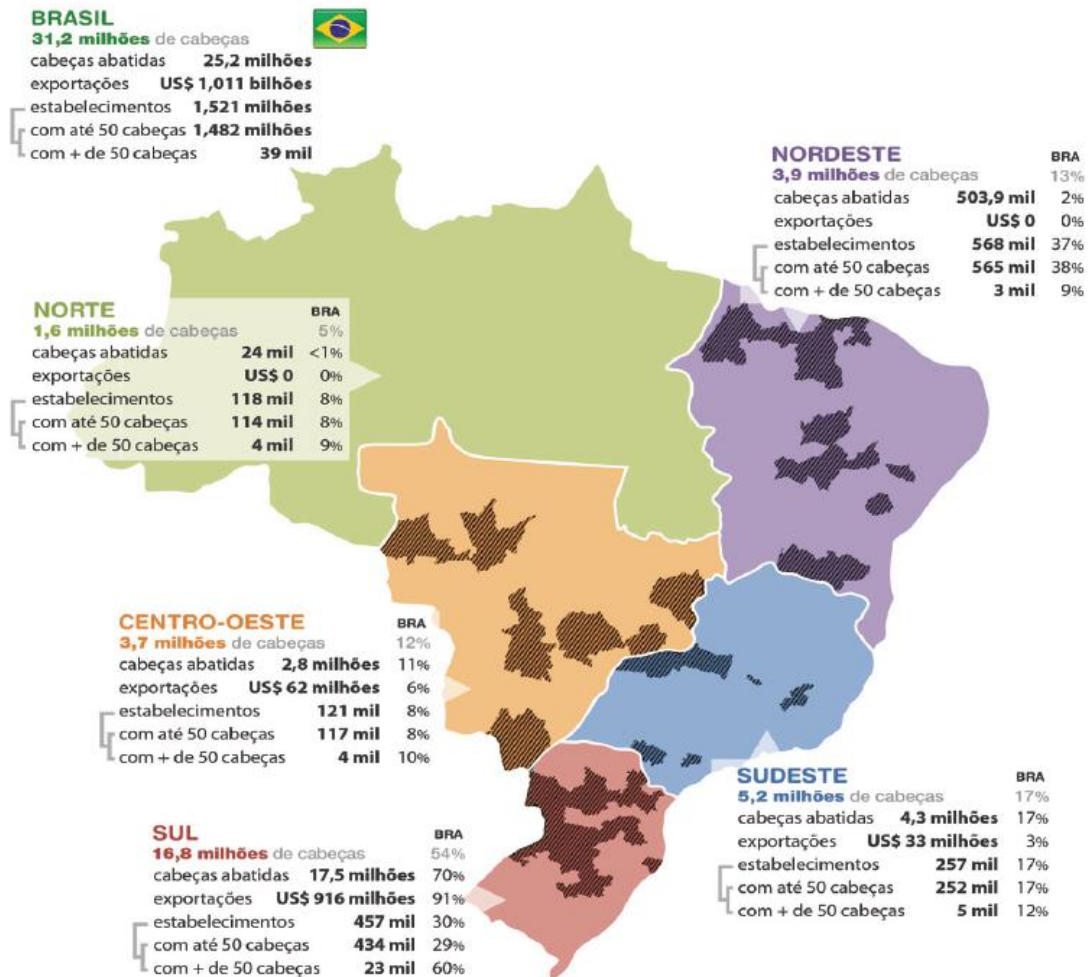 BRASIL
31,2 milhões de cabeças
cabeças abatidas 25,2 milhões
exportações US$ 1,011 bilhões
estabelecimentos 1,521 milhões
com até 50 cabeças 1,482 milhões
com + de 50 cabeças 39 mil
NORDESTE BRA
3,9 milhões de cabeças 13%
cabeças abatidas 503,9 mil 2%
exportações US$ 0 0%
estabelecimentos 568 mil 37%
com até 50 cabeças 565 mil 38%
com + de 50 cabeças 3 mil 9%
NORTE BRA
1,6 milhões de cabeças 5%
cabeças abatidas 24 mil <1%
exportações US$ 0 0%
estabelecimentos 118 mil 8%
com até 50 cabeças 114 mil 8%
com + de 50 cabeças 4 mil 9%
CENTRO-OESTE BRA
3,7 milhões de cabeças 12%
cabeças abatidas 2,8 milhões 11%
exportações US$ 62 milhões 6%
estabelecimentos 121 mil 8%
com até 50 cabeças 117 mil 8%
com + de 50 cabeças 4 mil 10%
SUDESTE BRA
5,2 milhões de cabeças 17%
cabeças abatidas 4,3 milhões 17%
exportações US$ 33 milhões 3%
estabelecimentos 257 mil 17%
com até 50 cabeças 252 mil 17%
com + de 50 cabeças 5 mil 12%
SUL BRA
16,8 milhões de cabeças 54%
cabeças abatidas 17,5 milhões 70%
exportações US$ 916 milhões 91%
estabelecimentos 457 mil 30%
com até 50 cabeças 434 mil 29%
com + de 50 cabeças 23 mil 60%